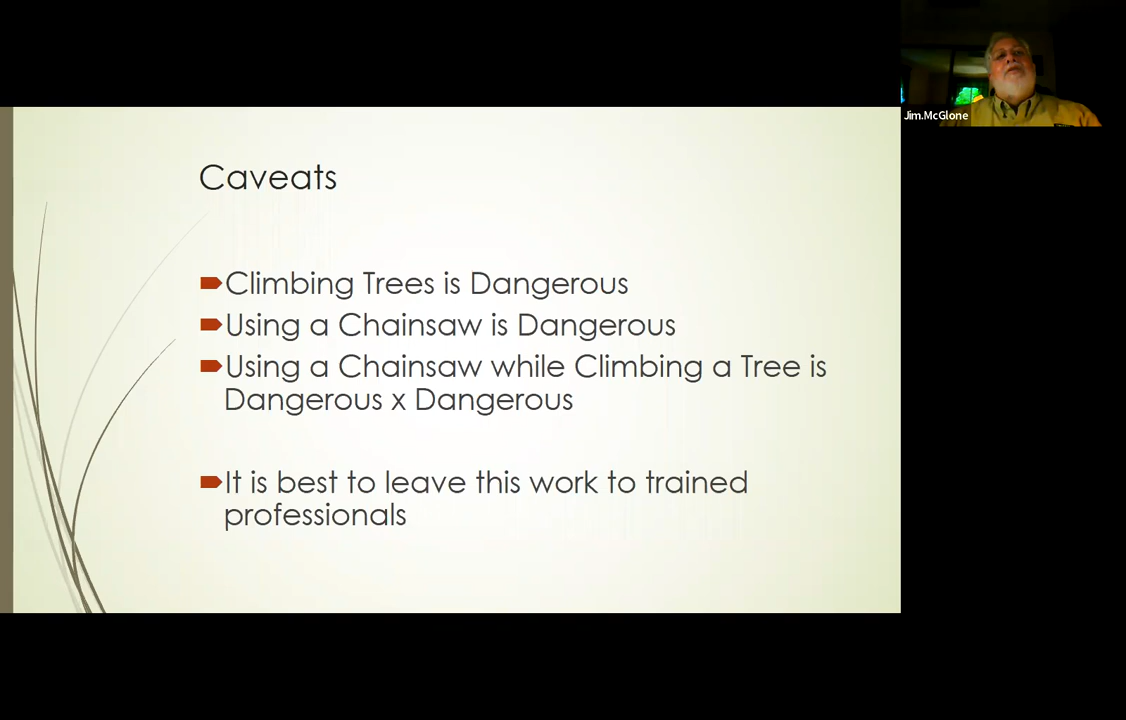 Jim.McGlone
Caveats
Climbing Trees is Dangerous
Using a Chainsaw is Dangerous
Using a Chainsaw while Climbing a Tree is
Dangerous x Dangerous
It is best to leave this work to trained
professionals